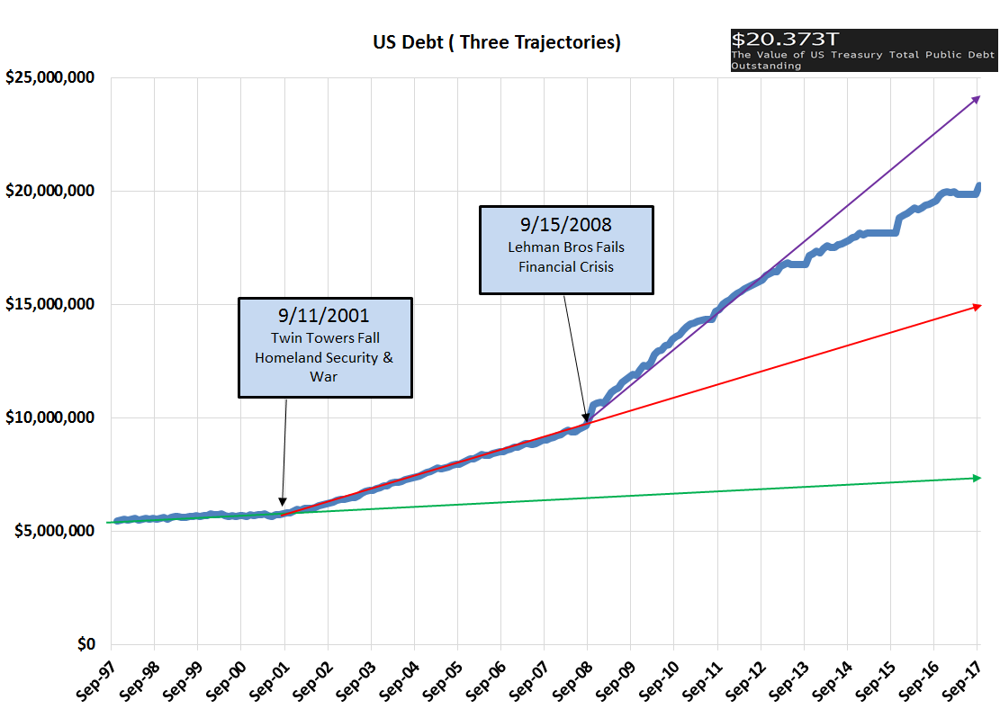 US Debt ( Three Trajectories)
$20.373T
The Value of US Treasury Total Public Debt
Outstanding
$25,000,000
$20,000,000
$15,000,000
$10,000,000
$5,000,000
$0
9/15/2008
Lehman Bros Fails
Financial Crisis
9/11/2001
Twin Towers Fall
Homeland Security &
War
Sep-97
Sep-98
Sep-99
Sep-00
Sep-01
Sep-02
Sep-03
Sep-04
Sep-05
Sep-06
Sep-07
Sep-08
Sep-09
Sep-10
Sep-11
Sep-12
Sep-13
Sep-14
Sep-15
Sep-16
Sep-17